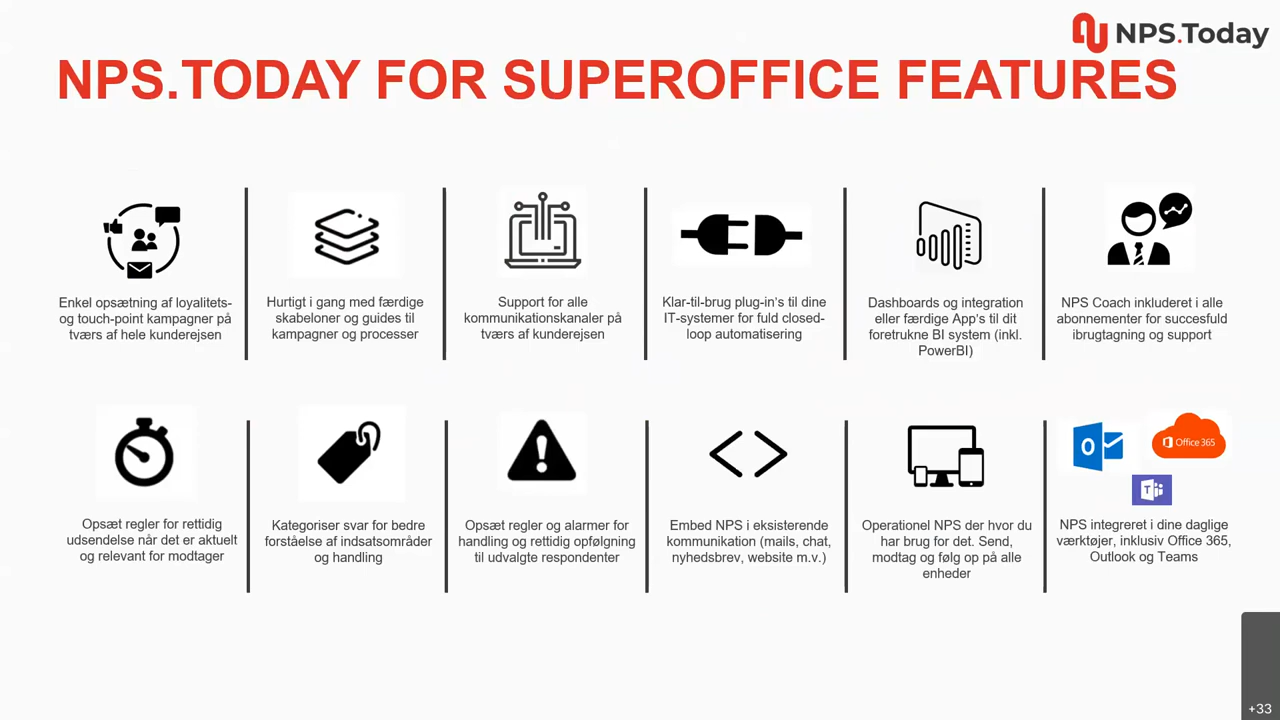 NPS.Today
NPS.TODAY FOR SUPEROFFICE FEATURES
Enkel opsætning af loyalitets-
og touch-point kampagner på
tværs af hele kunderejsen
Hurtigt i gang med færdige
skabeloner og guides til
kampagner og processer
Support for alle
kommunikationskanaler på
tværs af kunderejsen
Klar-til-brug plug-in's til dine
IT-systemer for fuld closed-
loop automatisering
Dashboards og integration
eller færdige App's til dit
foretrukne BI system (inkl.
PowerBI)
NPS Coach inkluderet i alle
abonnementer for succesfuld
ibrugtagning og support
Opsæt regler for rettidig
udsendelse når det er aktuelt
og relevant for modtager
Kategoriser svar for bedre
forståelse af indsatsområder
og handling
Opsæt regler og alarmer for
handling og rettidig opfølgning
til udvalgte respondenter
Embed NPS i eksisterende
kommunikation (mails, chat,
nyhedsbrev, website m.v.)
Operationel NPS der hvor du
har brug for det. Send,
modtag og følg op på alle
enheder
Office 365
NPS integreret i dine daglige
værktøjer, inklusiv Office 365,
Outlook og Teams
+33